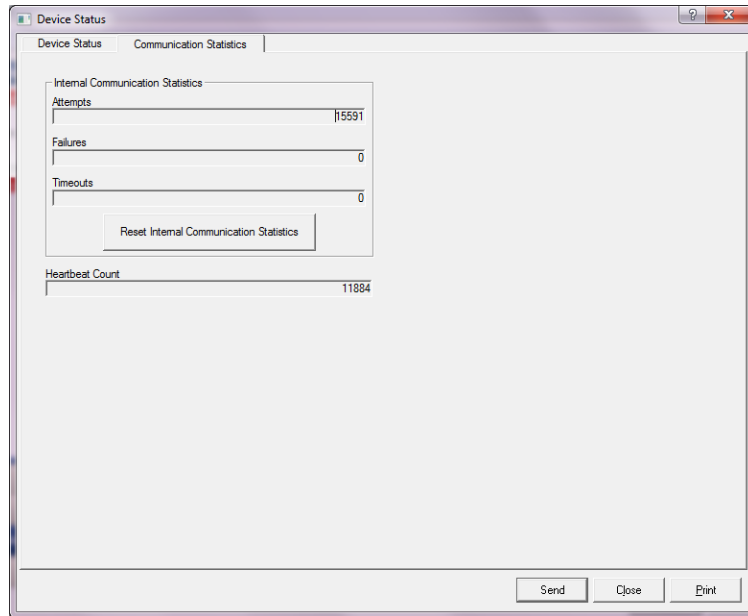 Device Status
Device Status Communication Statistics
Internal Communication Statistics
Attempts
15591
Failures
0
Timeouts
0
Reset Internal Communication Statistics
Heartbeat Count
11884
Send Close Print